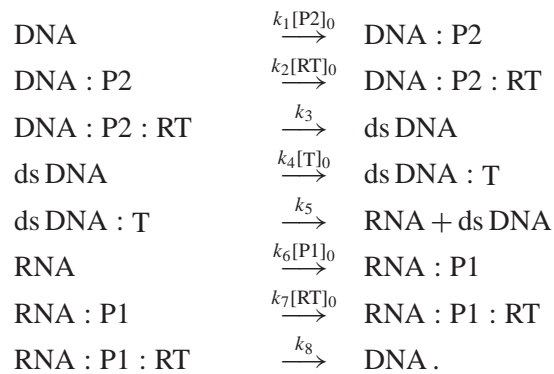 DNA k₁[P2]₀ ⟶ DNA : P2
DNA : P2 k₂[RT]₀ ⟶ DNA : P2 : RT
DNA : P2 : RT k₃ ⟶ ds DNA
ds DNA k₄[T]₀ ⟶ ds DNA : T
ds DNA : T k₅ ⟶ RNA + ds DNA
RNA k₆[P1]₀ ⟶ RNA : P1
RNA : P1 k₇[RT]₀ ⟶ RNA : P1 : RT
RNA : P1 : RT k₈ ⟶ DNA .